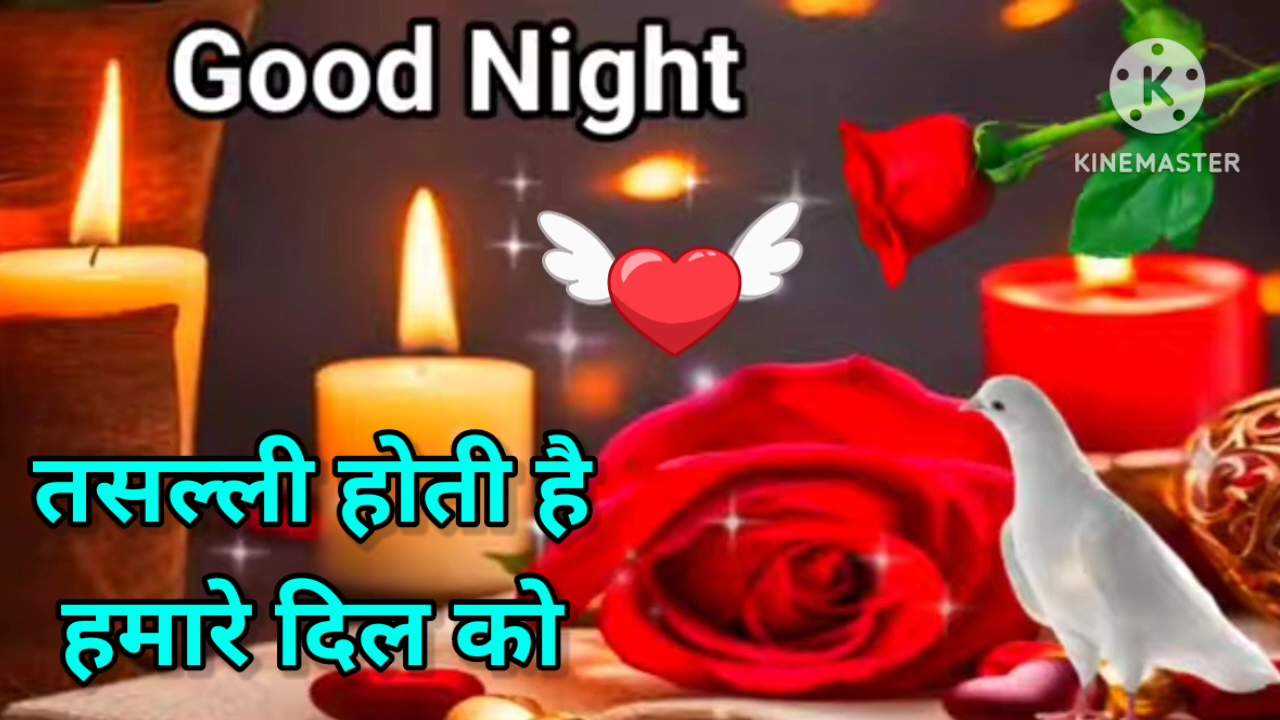 Good Night
K
KINEMASTER
तसल्ली होती है
हमारे दिल को